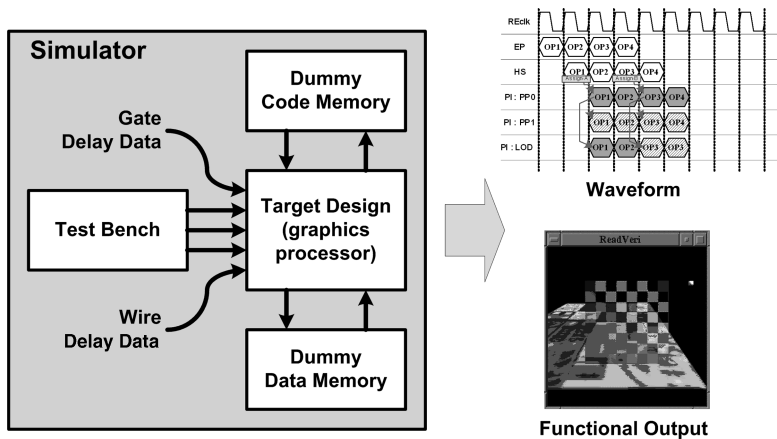 Simulator
Dummy
Code Memory
Gate
Delay Data
Test Bench
Target Design
(graphics
processor)
Wire
Delay Data
Dummy
Data Memory
REclk
EP OP1 OP2 OP3 OP4
HS OP1 OP2 OP3 OP4
Assign A
PI : PP0 OP1 OP2 OP3 OP4
PI : PP1 OP1 OP2 OP3 OP4
PI : LOD OP1 OP2 OP3 OP3
Waveform
ReadVeri
Functional Output